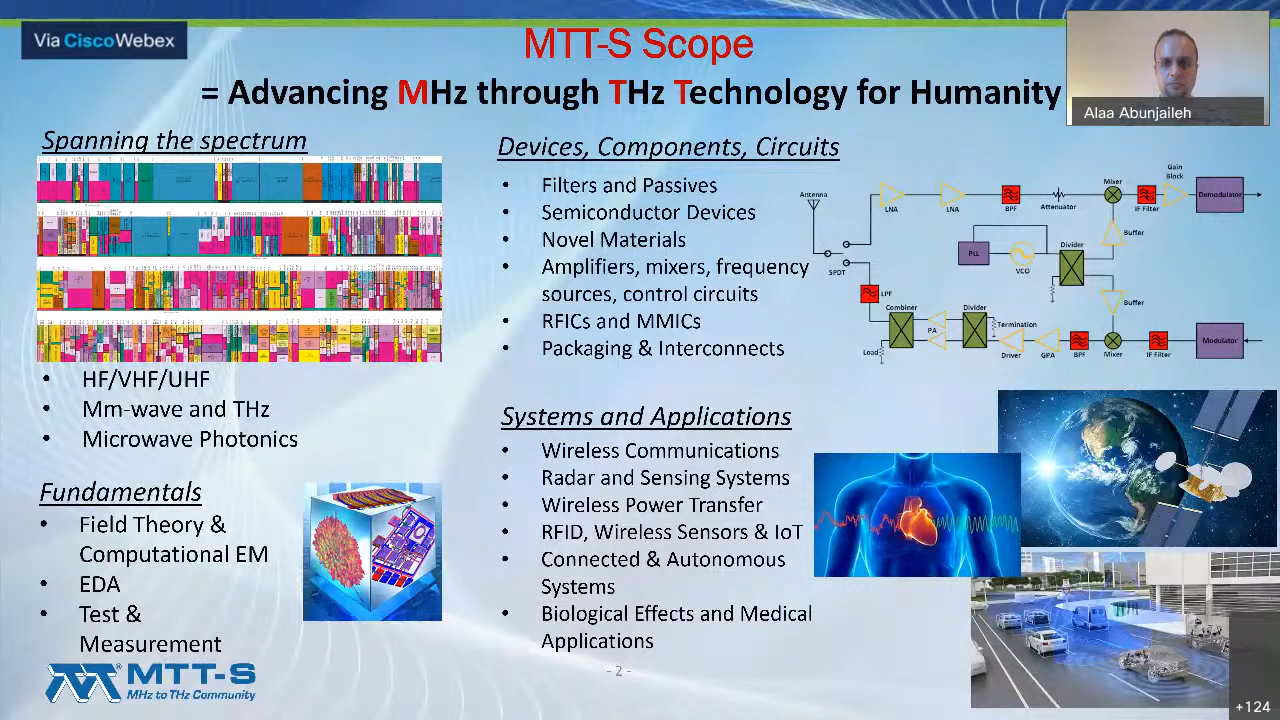 Via CiscoWebex
MTT-S Scope
= Advancing MHz through THz Technology for Humanity
Alaa Abunjaileh
Spanning the spectrum
• HF/VHF/UHF
• Mm-wave and THz
• Microwave Photonics
Fundamentals
• Field Theory &
Computational EM
• EDA
• Test &
Measurement
MTT-S
®
MHz to THz Community
Devices, Components, Circuits
• Filters and Passives
• Semiconductor Devices
• Novel Materials
• Amplifiers, mixers, frequency
sources, control circuits
• RFICs and MMICs
• Packaging & Interconnects
Antenna
LNA
LNA
BPF
Attenuator
Mixer
IF Filter
Gain
Block
Demodulator
SPDT
PLL
VCO
Divider
Buffer
LPF
Combiner
PA
Divider
Termination
Buffer
Load
Driver
GPA
BPF
Mixer
IF Filter
Modulator
Systems and Applications
• Wireless Communications
• Radar and Sensing Systems
• Wireless Power Transfer
• RFID, Wireless Sensors & IoT
• Connected & Autonomous
Systems
• Biological Effects and Medical
Applications
- 2 -
+124